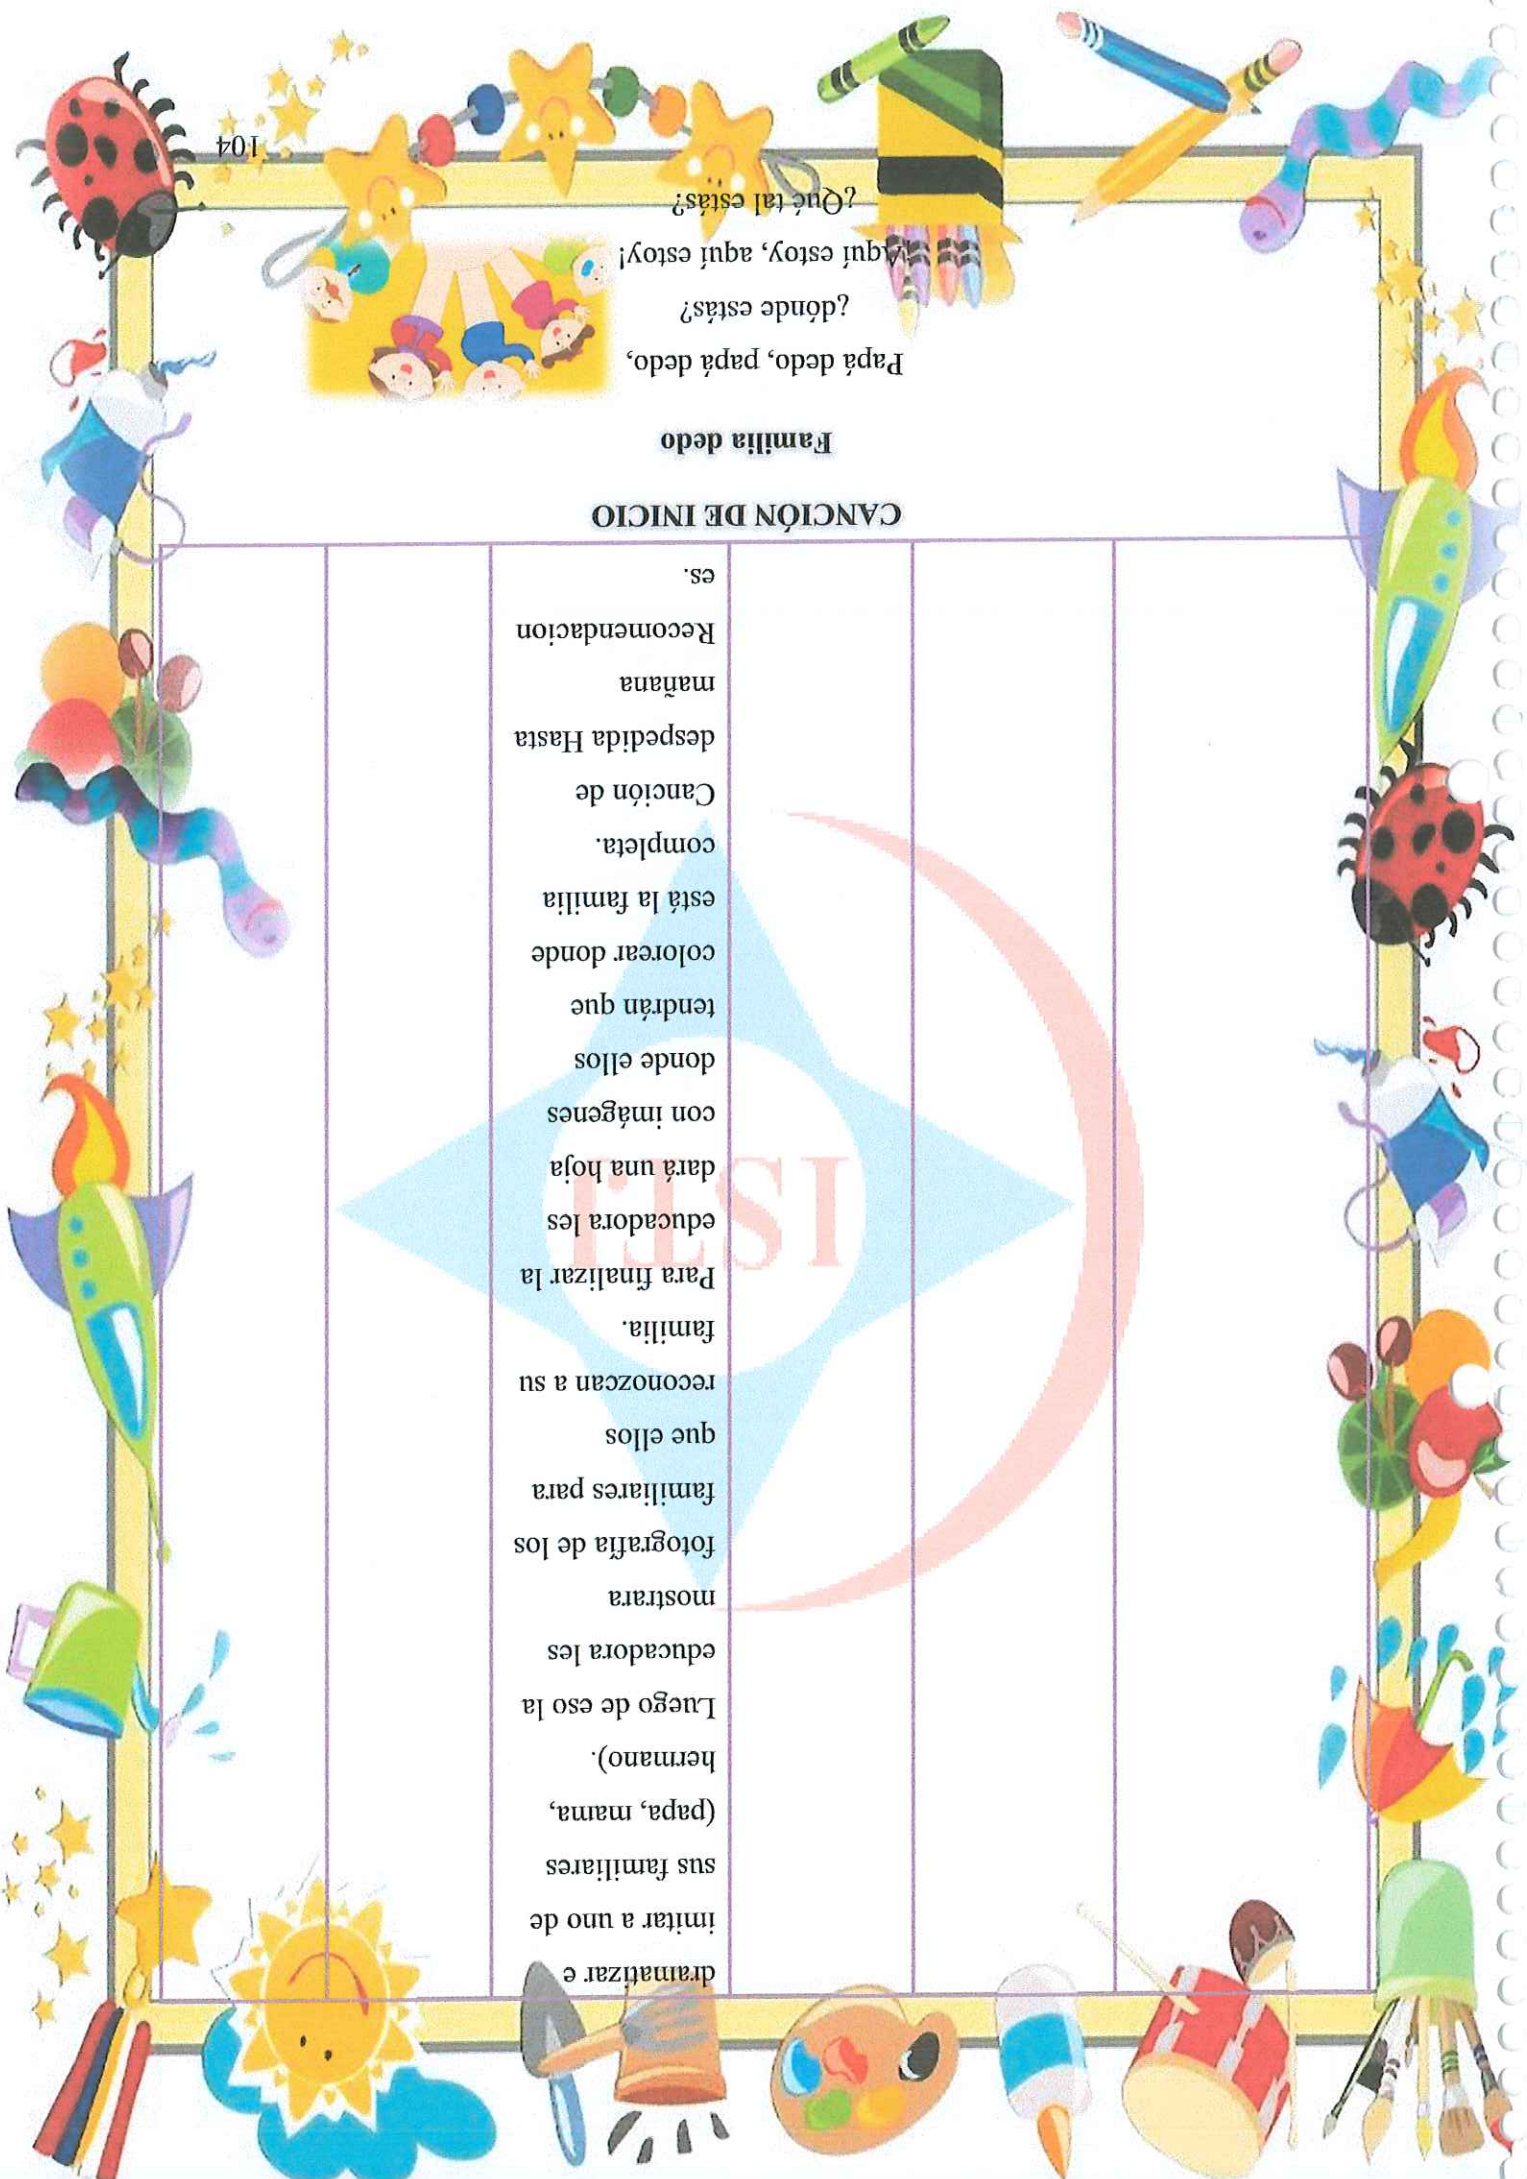 dramatizar e
imitar a uno de
sus familiares
(papa, mama,
hermano).
Luego de eso la
educadora les
mostrara
fotografía de los
familiares para
que ellos
reconozcan a su
familia.
Para finalizar la
educadora les
dará una hoja
con imágenes
donde ellos
tendrán que
colorear donde
está la familia
completa.
Canción de
despedida Hasta
mañana
Recomendacion
es.
ISTJ
CANCIÓN DE INICIO
Familia dedo
Papá dedo, papá dedo,
¿dónde estás?
Aquí estoy, aquí estoy!
¿Qué tal estás?
104